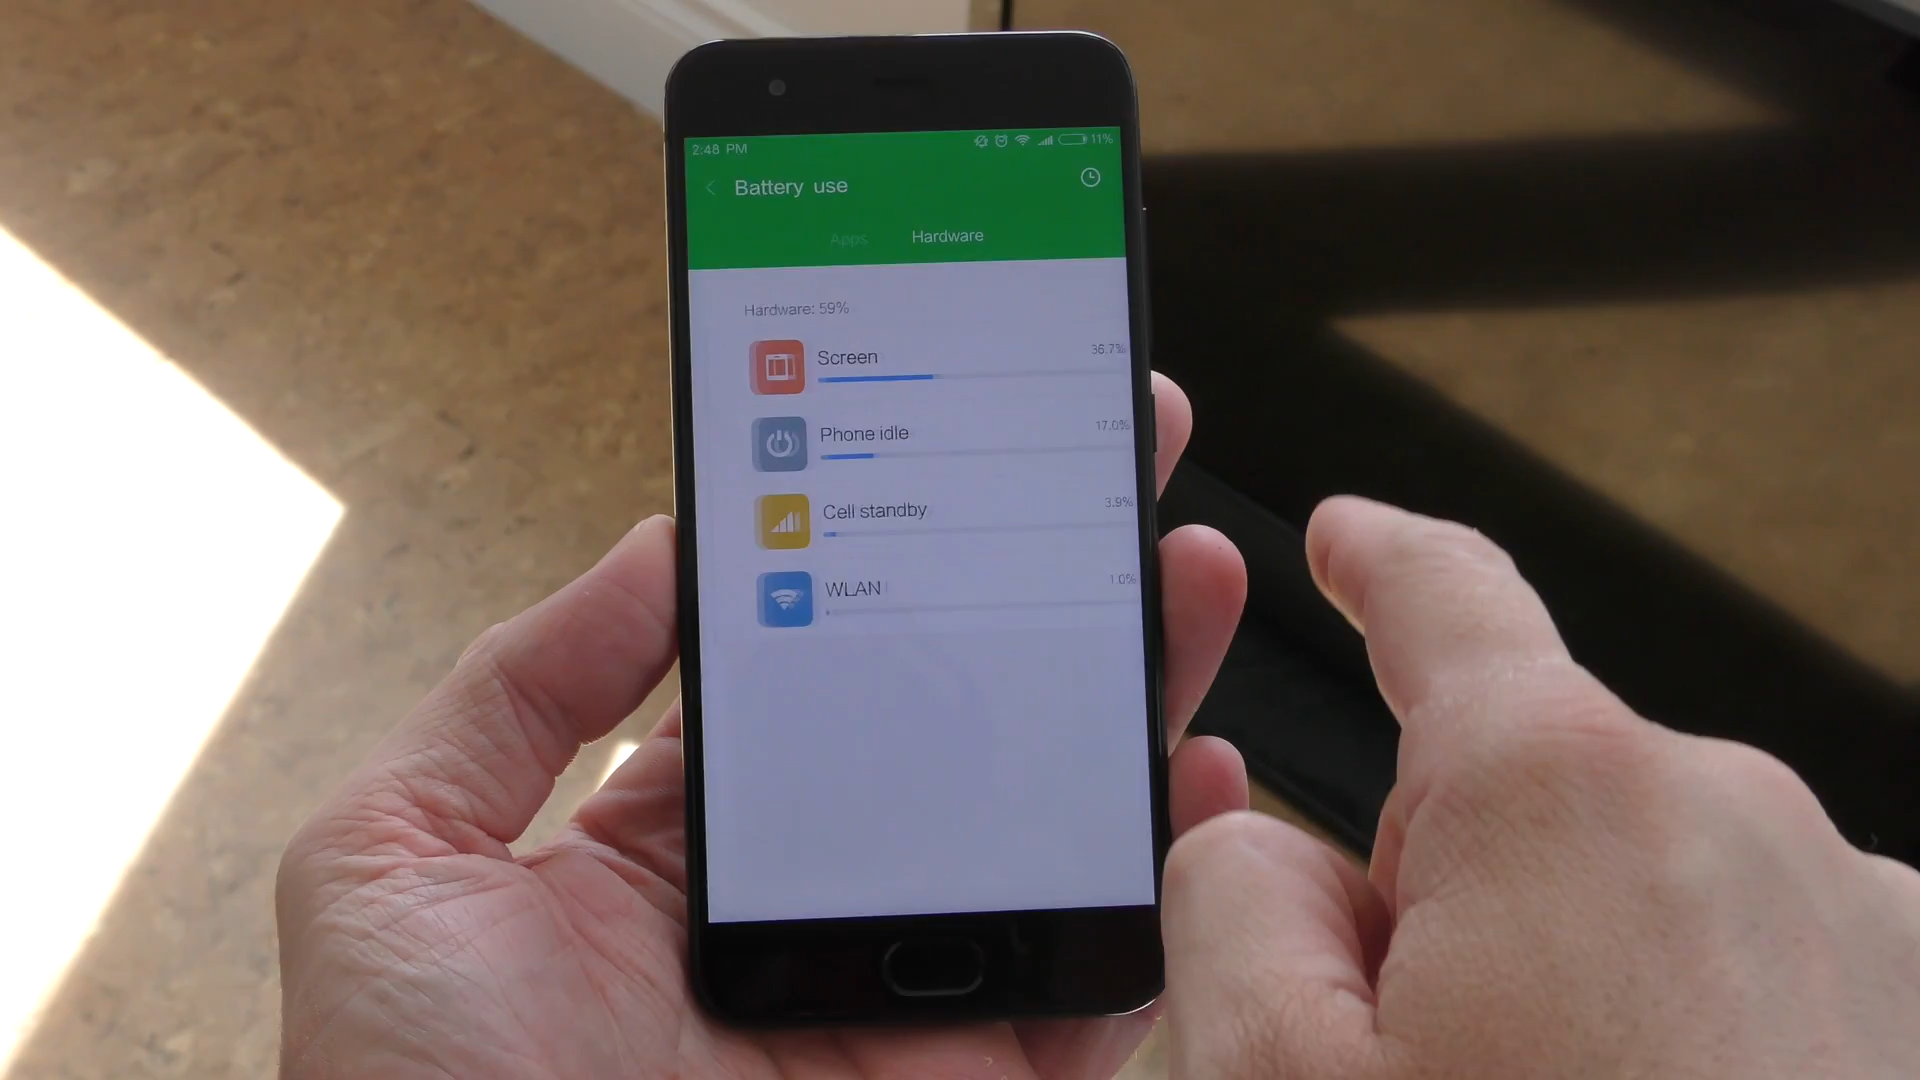 2:48 PM 11%
Battery use
Apps Hardware
Hardware: 59%
Screen 36.7%
Phone idle 17.0%
Cell standby 3.9%
WLAN 1.0%